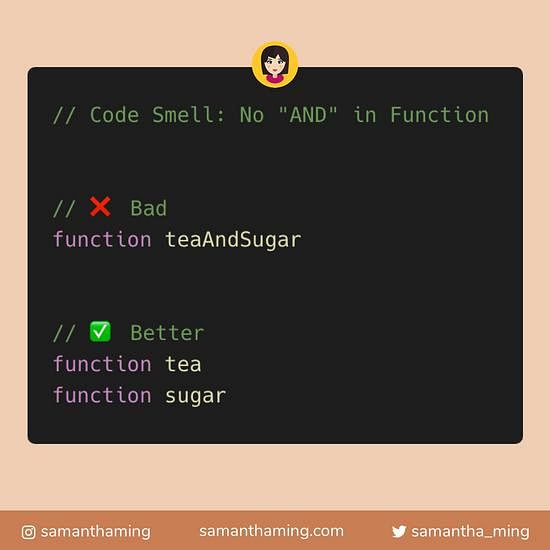 // Code Smell: No "AND" in Function
// ❌ Bad
function teaAndSugar
// ✅ Better
function tea
function sugar
samanthaming samanthaming.com samantha_ming